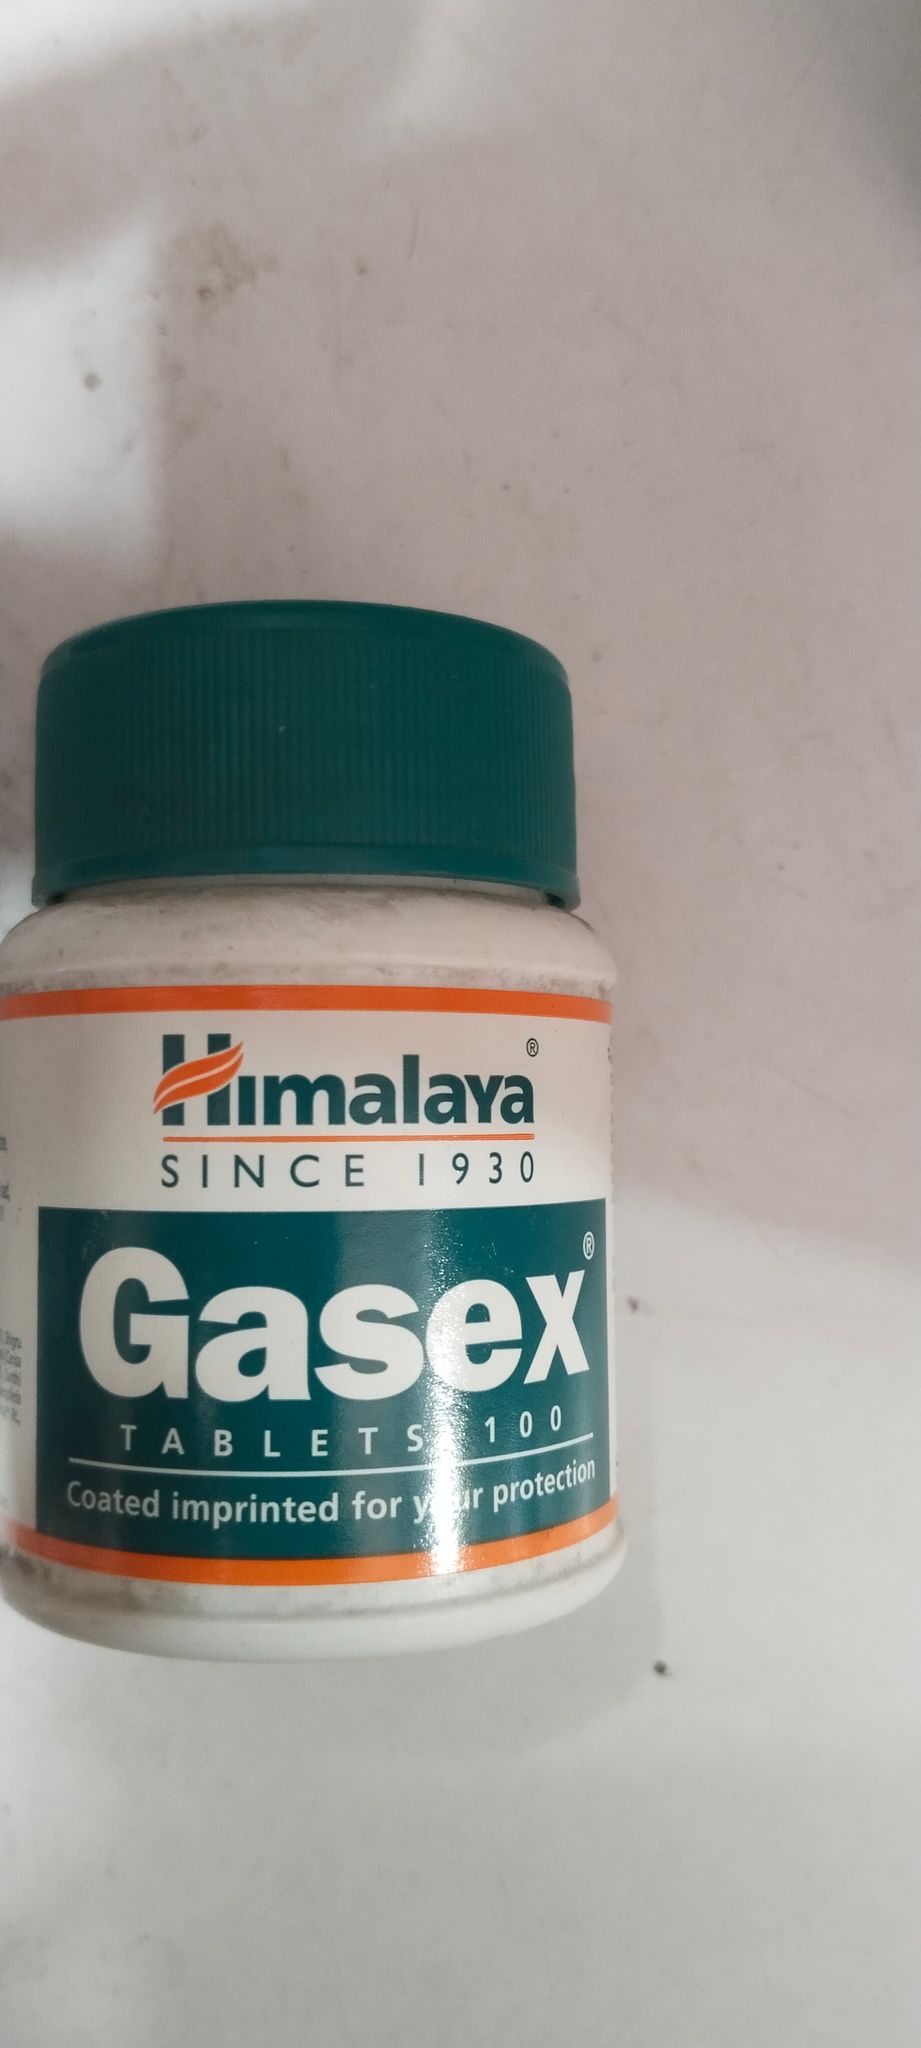 Himalaya®
SINCE 1930
Gasex®
TABLETS 100
Coated imprinted for your protection